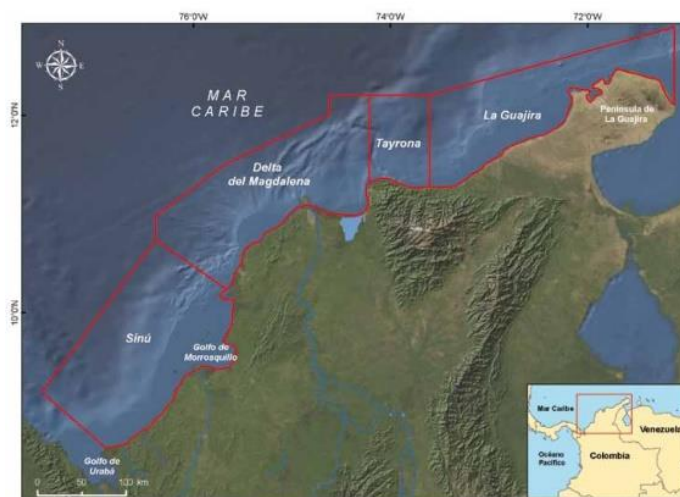 76°0'W 74°0'W 72°0'W
N
W E
S
MAR
CARIBE
12°0'N
La Guajira
Península de
La Guajira
Tayrona
Delta
del Magdalena
10°0'N
Sinú
Golfo de
Morrosquillo
Golfo de
Urabá
0 50 100 km
Mar Caribe
Venezuela
Océano
Pacífico
Colombia